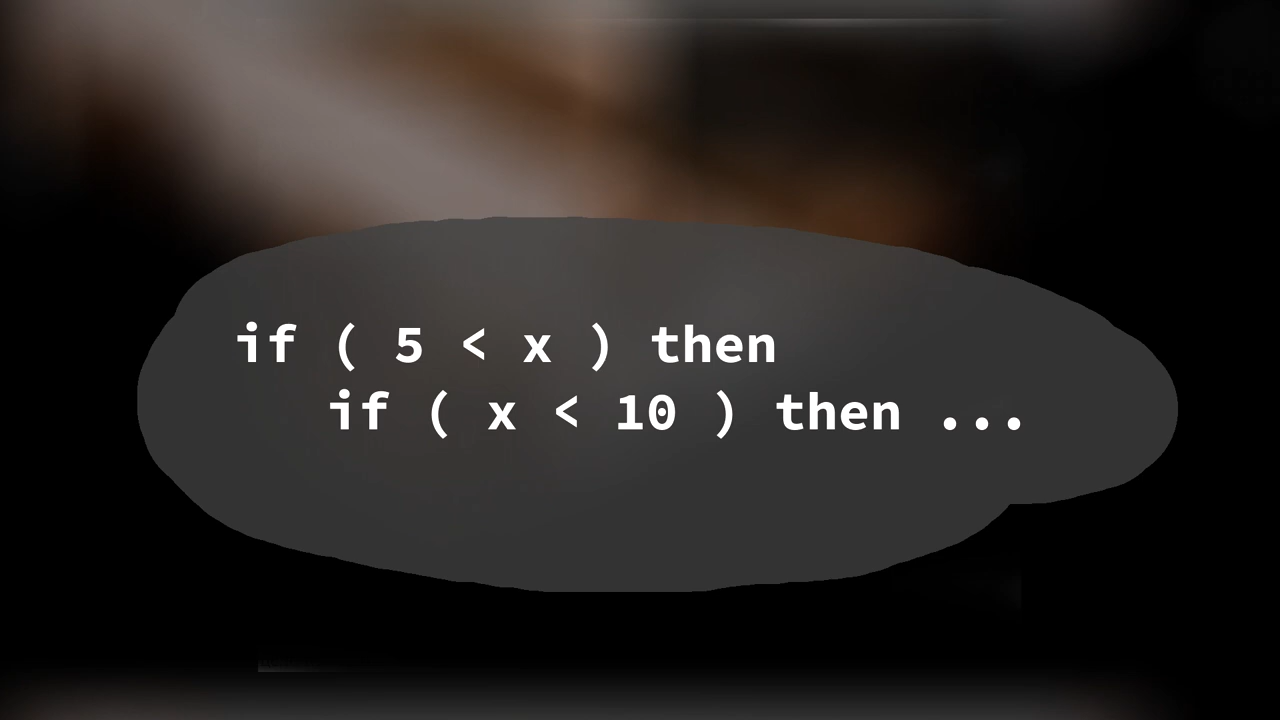 if ( 5 < x ) then
if ( x < 10 ) then ...